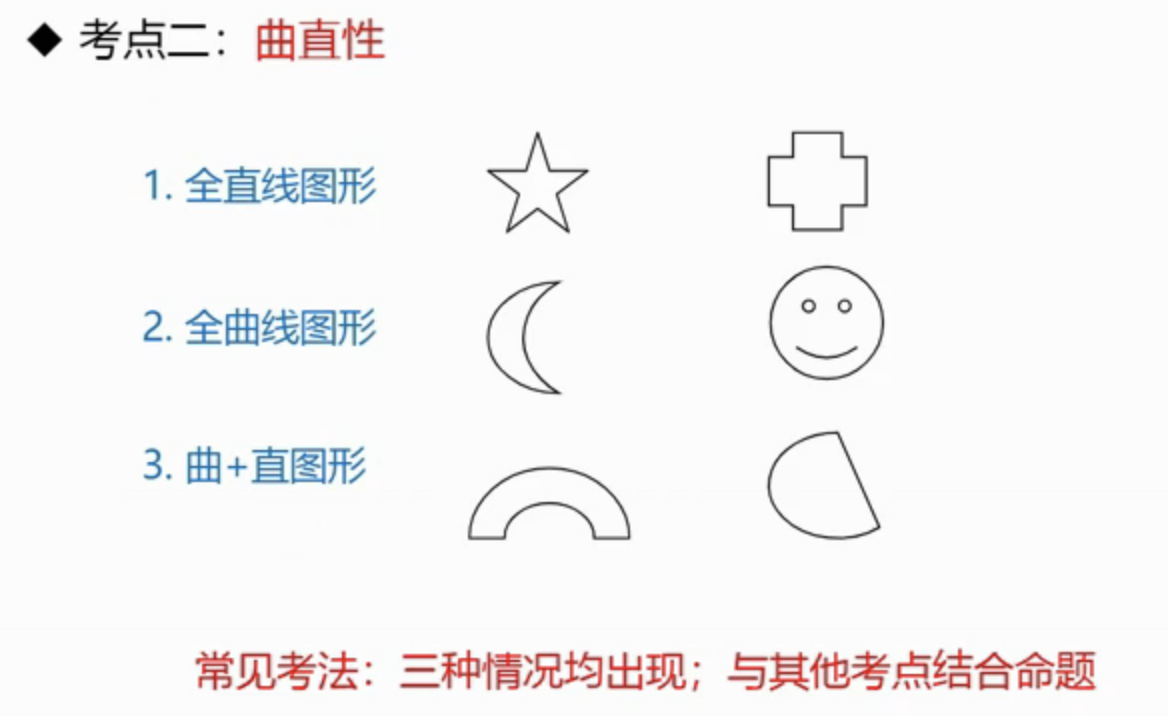 ◆ 考点二：曲直性
1. 全直线图形
2. 全曲线图形
3. 曲+直图形
常见考法：三种情况均出现；与其他考点结合命题